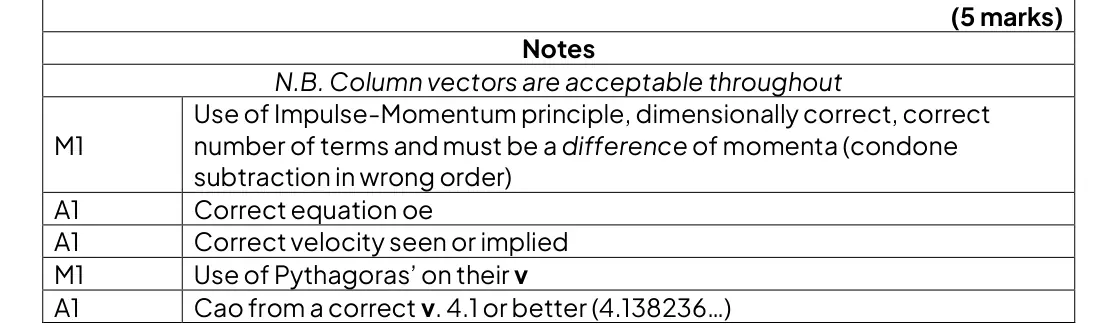 (5 marks)
Notes
N.B. Column vectors are acceptable throughout
M1
Use of Impulse-Momentum principle, dimensionally correct, correct
number of terms and must be a difference of momenta (condone
subtraction in wrong order)
A1 Correct equation oe
A1 Correct velocity seen or implied
M1 Use of Pythagoras’ on their v
A1 Cao from a correct v. 4.1 or better (4.138236…)